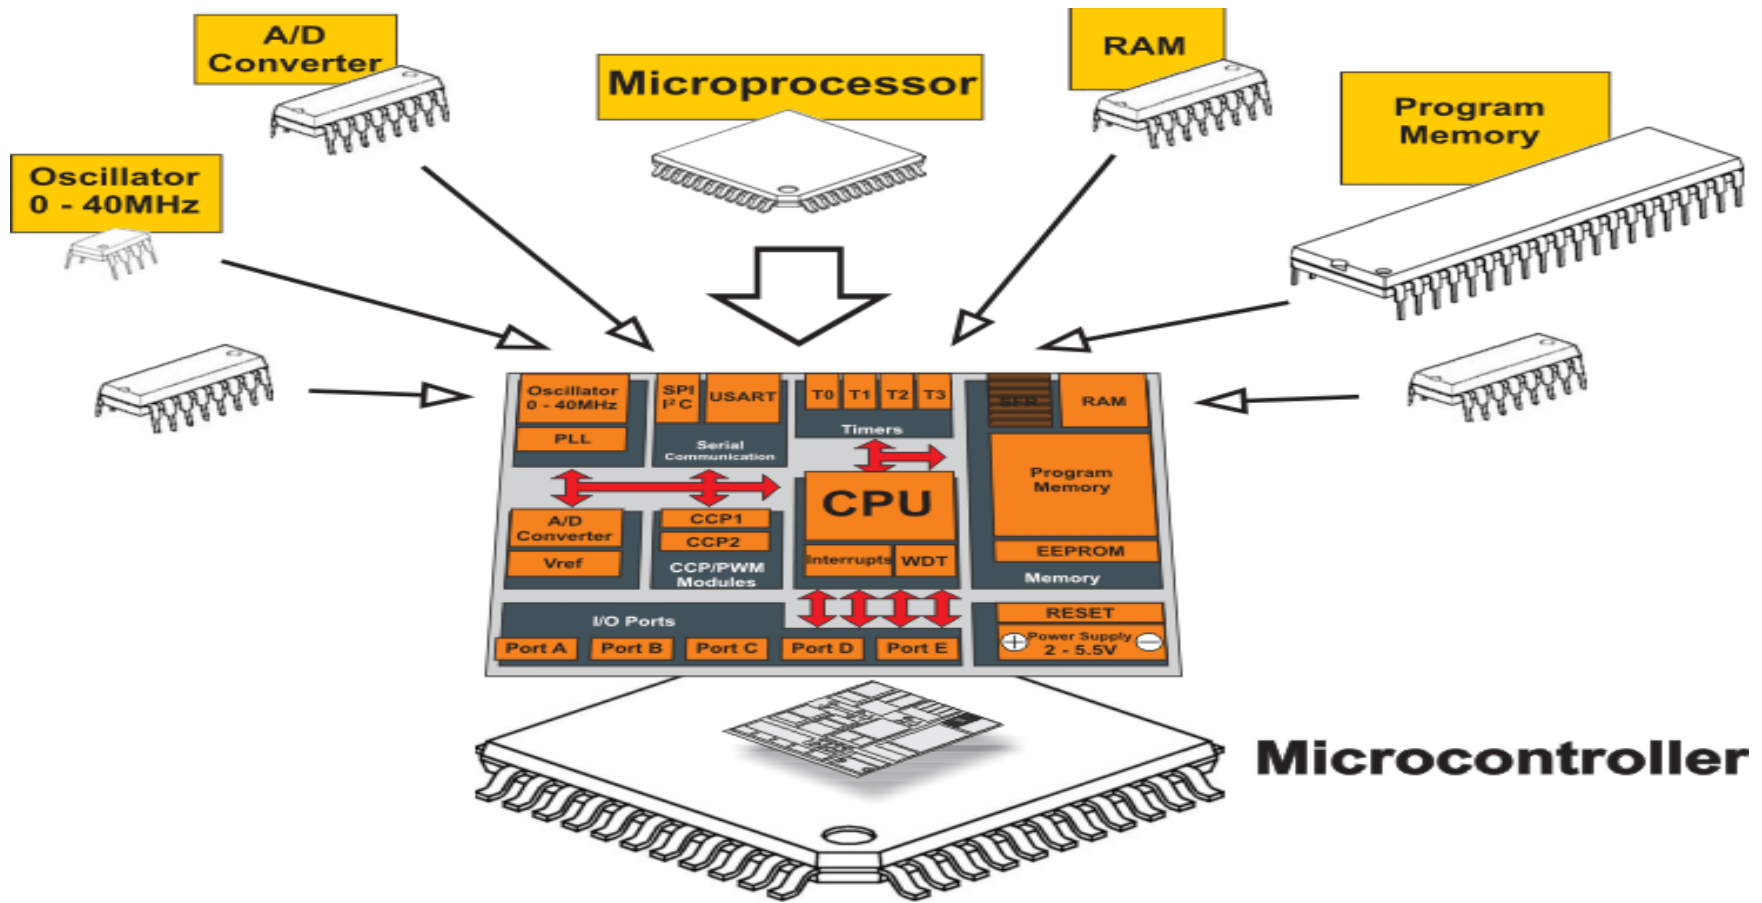 A/D
Converter
Microprocessor
RAM
Program
Memory
Oscillator
0 - 40MHz
Oscillator
0 - 40MHz
PLL
SPI
I²C
USART
Serial
Communication
T0 T1 T2 T3
Timers
SFR
RAM
Program
Memory
EEPROM
Memory
CPU
Interrupts WDT
A/D
Converter
Vref
CCP1
CCP2
CCP/PWM
Modules
I/O Ports
Port A Port B Port C Port D Port E
RESET
+ Power Supply -
2 - 5.5V
Microcontroller